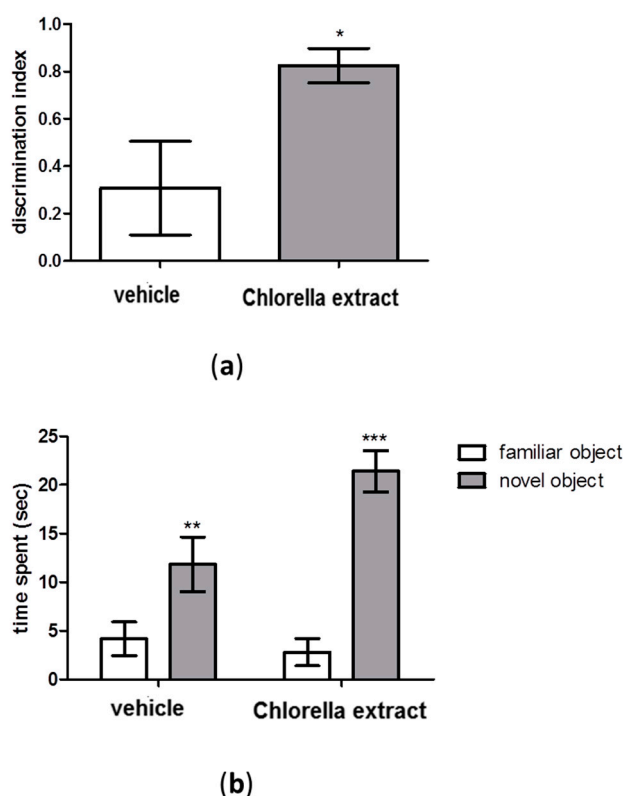 discrimination index
1.0
*
0.8
0.6
0.4
0.2
0.0
vehicle Chlorella extract
(a)
time spent (sec)
25
***
familiar object
20
novel object
**
15
10
5
0
vehicle Chlorella extract
(b)